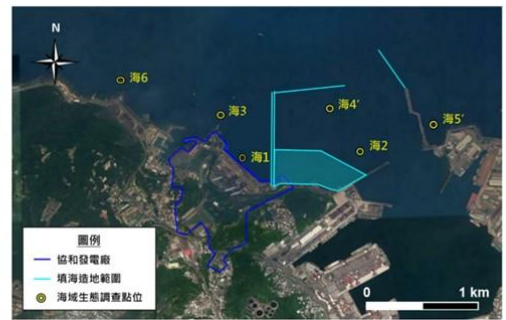 N
海6
海3
海4'
海5'
海1
海2
圖例
協和發電廠
填海造地範圍
海域生態調查點位
0 1 km